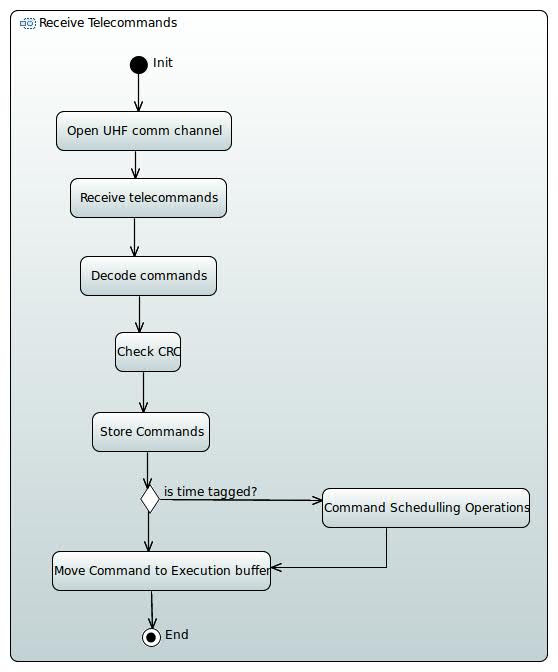 Receive Telecommands
Init
Open UHF comm channel
Receive telecommands
Decode commands
Check CRC
Store Commands
is time tagged?
Command Schedulling Operations
Move Command to Execution buffer
End